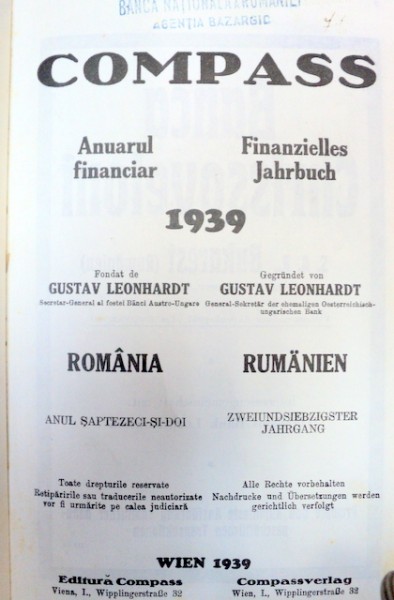 BANCA NAȚIONALĂ A ROMÂNIEI
AGENȚIA BAZARGIC
COMPASS
Anuarul
financiar
Finanzielles
Jahrbuch
1939
Fondat de
GUSTAV LEONHARDT
Secretar-General al fostei Bănci Austro-Ungare
Gegründet von
GUSTAV LEONHARDT
General-Sekretär der ehemaligen Oesterreichisch-
ungarischen Bank
ROMÂNIA
RUMÄNIEN
ANUL ȘAPTEZECI-ȘI-DOI
ZWEIUNDSIEBZIGSTER
JAHRGANG
Toate drepturile reservate
Retipăririle sau traducerile neautorizate
vor fi urmărite pe calea judiciară
Alle Rechte vorbehalten
Nachdrucke und Übersetzungen werden
gerichtlich verfolgt
WIEN 1939
Editură Compass
Viena, I., Wipplingerstraße 32
Compassverlag
Wien, I., Wipplingerstraße 32